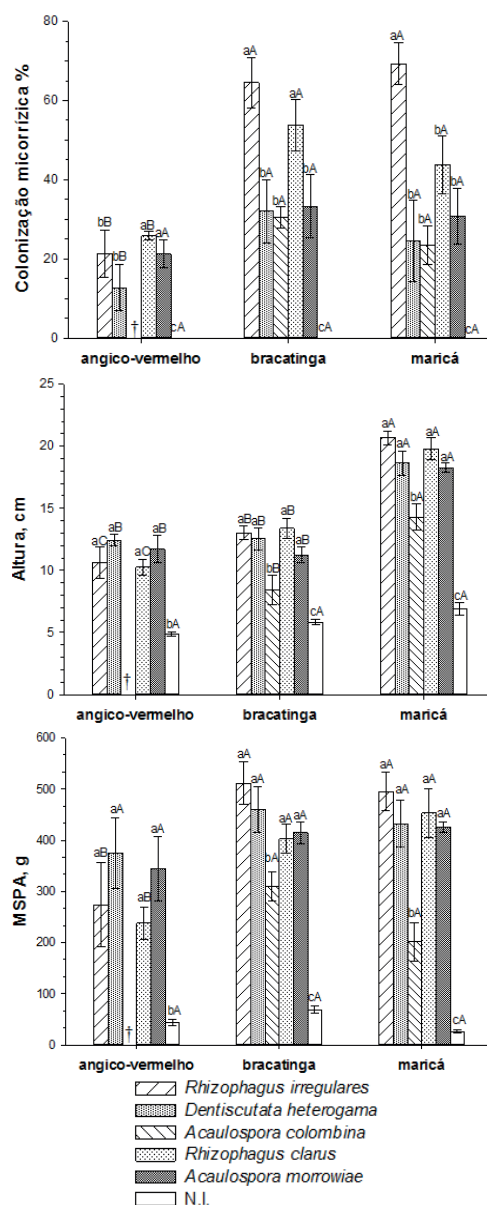 Colonização micorrízica %
80
60
40
20
0
bB bB † aB aA cA
aA bA bA aA bA cA
aA bA bA bA bA cA
angico-vermelho bracatinga maricá
Altura, cm
25
20
15
10
5
0
aC aB † aC aB bA
aB aB bB aB aB cA
aA aA bA aA aA cA
angico-vermelho bracatinga maricá
MSPA, g
600
500
400
300
200
100
0
aB aA † aB aA bA
aA aA bA aA aA cA
aA aA bA aA aA cA
angico-vermelho bracatinga maricá
Rhizophagus irregulares
Dentiscutata heterogama
Acaulospora colombina
Rhizophagus clarus
Acaulospora morrowiae
N.I.